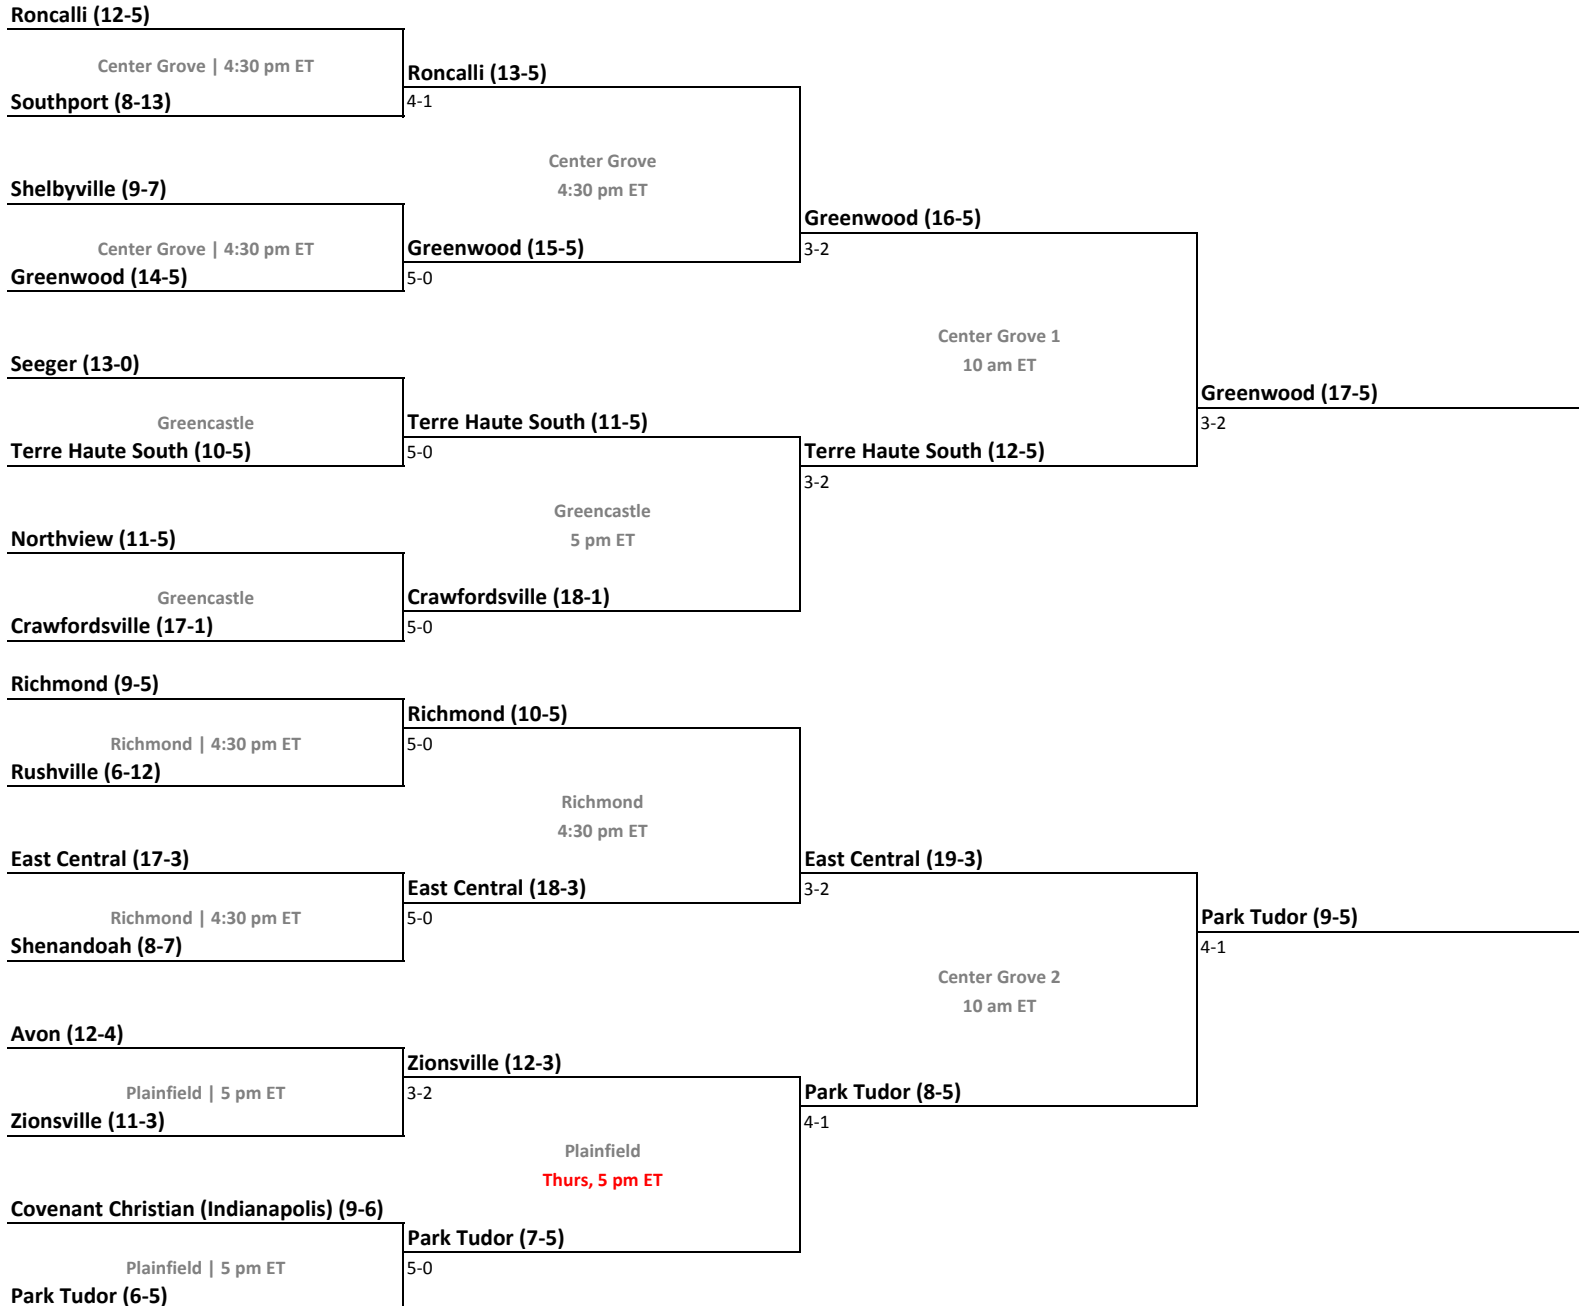 Roncalli (12-5)
Center Grove | 4:30 pm ET
Southport (8-13)
Roncalli (13-5)
4-1
Center Grove
4:30 pm ET
Shelbyville (9-7)
Center Grove | 4:30 pm ET
Greenwood (14-5)
Greenwood (15-5)
5-0
Greenwood (16-5)
3-2
Center Grove 1
10 am ET
Seeger (13-0)
Greencastle
Terre Haute South (10-5)
Terre Haute South (11-5)
5-0
Greencastle
5 pm ET
Terre Haute South (12-5)
3-2
Greenwood (17-5)
3-2
Northview (11-5)
Greencastle
Crawfordsville (17-1)
Crawfordsville (18-1)
5-0
Richmond (9-5)
Richmond | 4:30 pm ET
Rushville (6-12)
Richmond (10-5)
5-0
Richmond
4:30 pm ET
East Central (17-3)
Richmond | 4:30 pm ET
Shenandoah (8-7)
East Central (18-3)
5-0
East Central (19-3)
3-2
Center Grove 2
10 am ET
Park Tudor (9-5)
4-1
Avon (12-4)
Plainfield | 5 pm ET
Zionsville (11-3)
Zionsville (12-3)
3-2
Plainfield
Thurs, 5 pm ET
Park Tudor (8-5)
4-1
Covenant Christian (Indianapolis) (9-6)
Plainfield | 5 pm ET
Park Tudor (6-5)
Park Tudor (7-5)
5-0